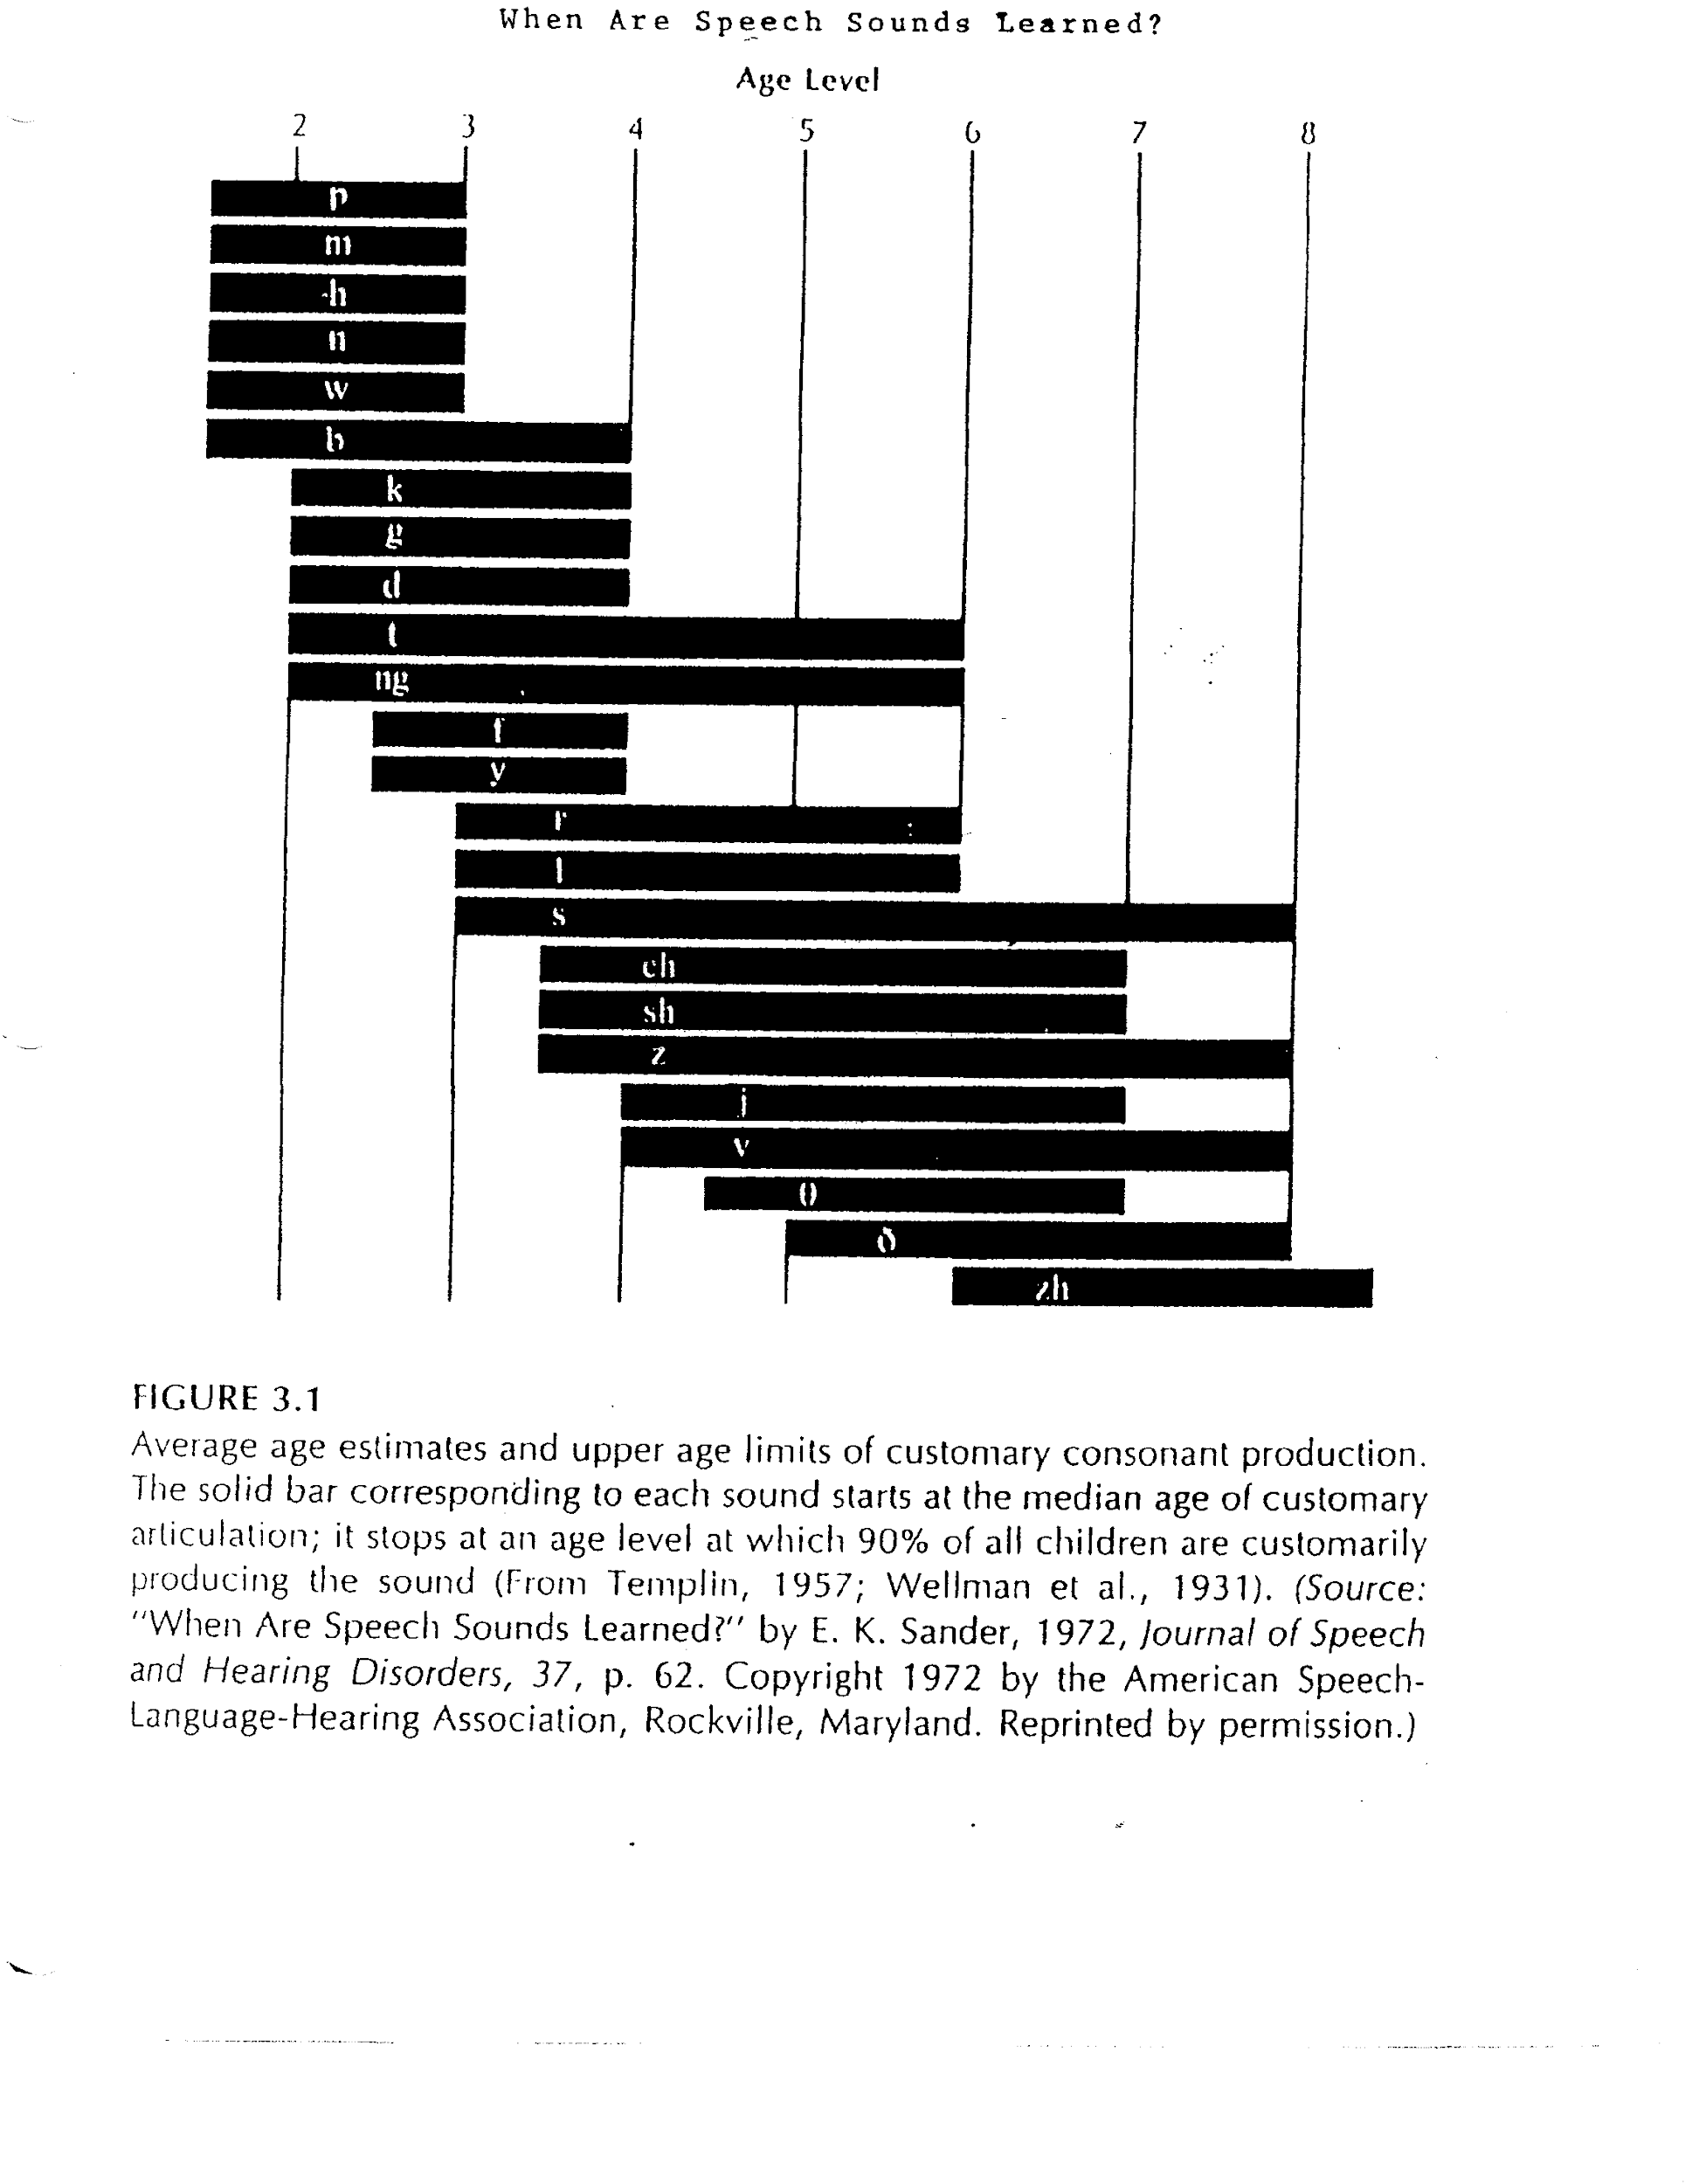 When Are Speech Sounds Learned?
Age Level
2 3 4 5 6 7 8
p
m
h
n
w
b
k
g
d
t
ng
f
y
r
l
s
ch
sh
z
j
v
θ
ð
zh
FIGURE 3.1
Average age estimates and upper age limits of customary consonant production.
The solid bar corresponding to each sound starts at the median age of customary
articulation; it stops at an age level at which 90% of all children are customarily
producing the sound (From Templin, 1957; Wellman et al., 1931). (Source:
"When Are Speech Sounds Learned?" by E. K. Sander, 1972, Journal of Speech
and Hearing Disorders, 37, p. 62. Copyright 1972 by the American Speech-
Language-Hearing Association, Rockville, Maryland. Reprinted by permission.)